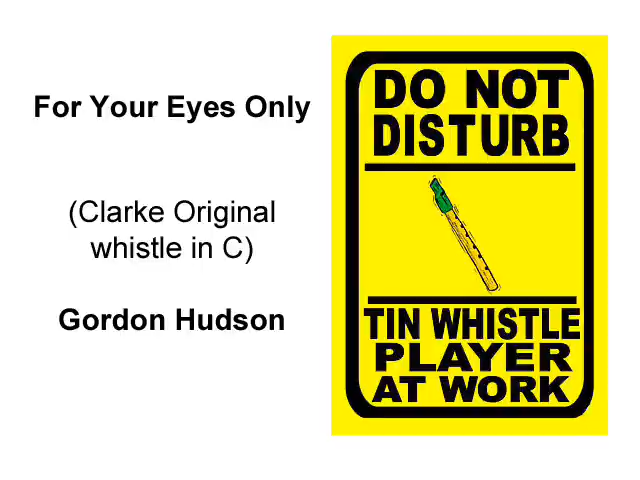 For Your Eyes Only
(Clarke Original
whistle in C)
Gordon Hudson
DO NOT
DISTURB
TIN WHISTLE
PLAYER
AT WORK